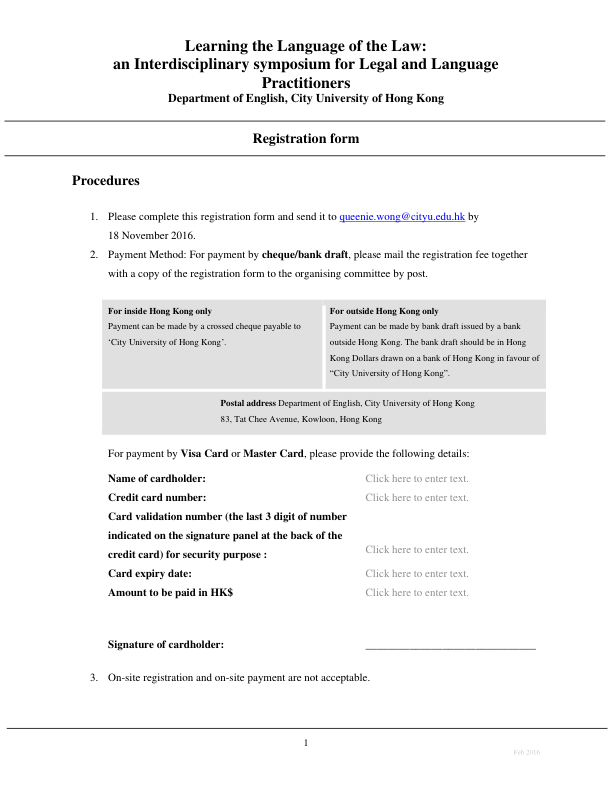 Learning the Language of the Law:
an Interdisciplinary symposium for Legal and Language
Practitioners
Department of English, City University of Hong Kong
Registration form
Procedures
1. Please complete this registration form and send it to queenie.wong@cityu.edu.hk by
18 November 2016.
2. Payment Method: For payment by cheque/bank draft, please mail the registration fee together
with a copy of the registration form to the organising committee by post.
For inside Hong Kong only
Payment can be made by a crossed cheque payable to
‘City University of Hong Kong’.
For outside Hong Kong only
Payment can be made by bank draft issued by a bank
outside Hong Kong. The bank draft should be in Hong
Kong Dollars drawn on a bank of Hong Kong in favour of
“City University of Hong Kong”.
Postal address Department of English, City University of Hong Kong
83, Tat Chee Avenue, Kowloon, Hong Kong
For payment by Visa Card or Master Card, please provide the following details:
Name of cardholder: Click here to enter text.
Credit card number: Click here to enter text.
Card validation number (the last 3 digit of number
indicated on the signature panel at the back of the
credit card) for security purpose : Click here to enter text.
Card expiry date: Click here to enter text.
Amount to be paid in HK$ Click here to enter text.
Signature of cardholder: _______________________________
3. On-site registration and on-site payment are not acceptable.
1
Feb 2016